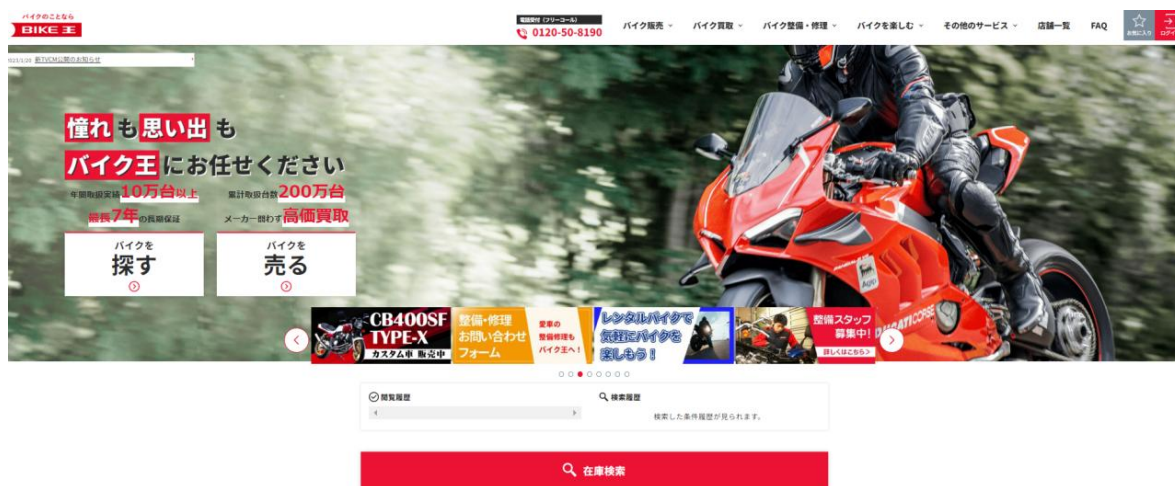 バイクのことなら
BIKE王
電話受付（フリーコール）
0120-50-8190
バイク販売
バイク買取
バイク整備・修理
バイクを楽しむ
その他のサービス
店舗一覧
FAQ
お気に入り
ログイン
新TVCM公開のお知らせ
憧れも思い出も
バイク王にお任せください
年間取扱実績10万台以上
累計取扱台数200万台
最長7年の長期保証
メーカー問わず高価買取
バイクを
探す
バイクを
売る
CB400SF
TYPE-X
カスタム車 販売中
整備・修理
お問い合わせ
フォーム
愛車の
整備修理も
バイク王へ！
レンタルバイクで
気軽にバイクを
楽しもう！
整備スタッフ
募集中！
詳しくはこちら>
Agip
DUCATI CORSE
閲覧履歴
検索履歴
検索した条件履歴が見られます。
在庫検索